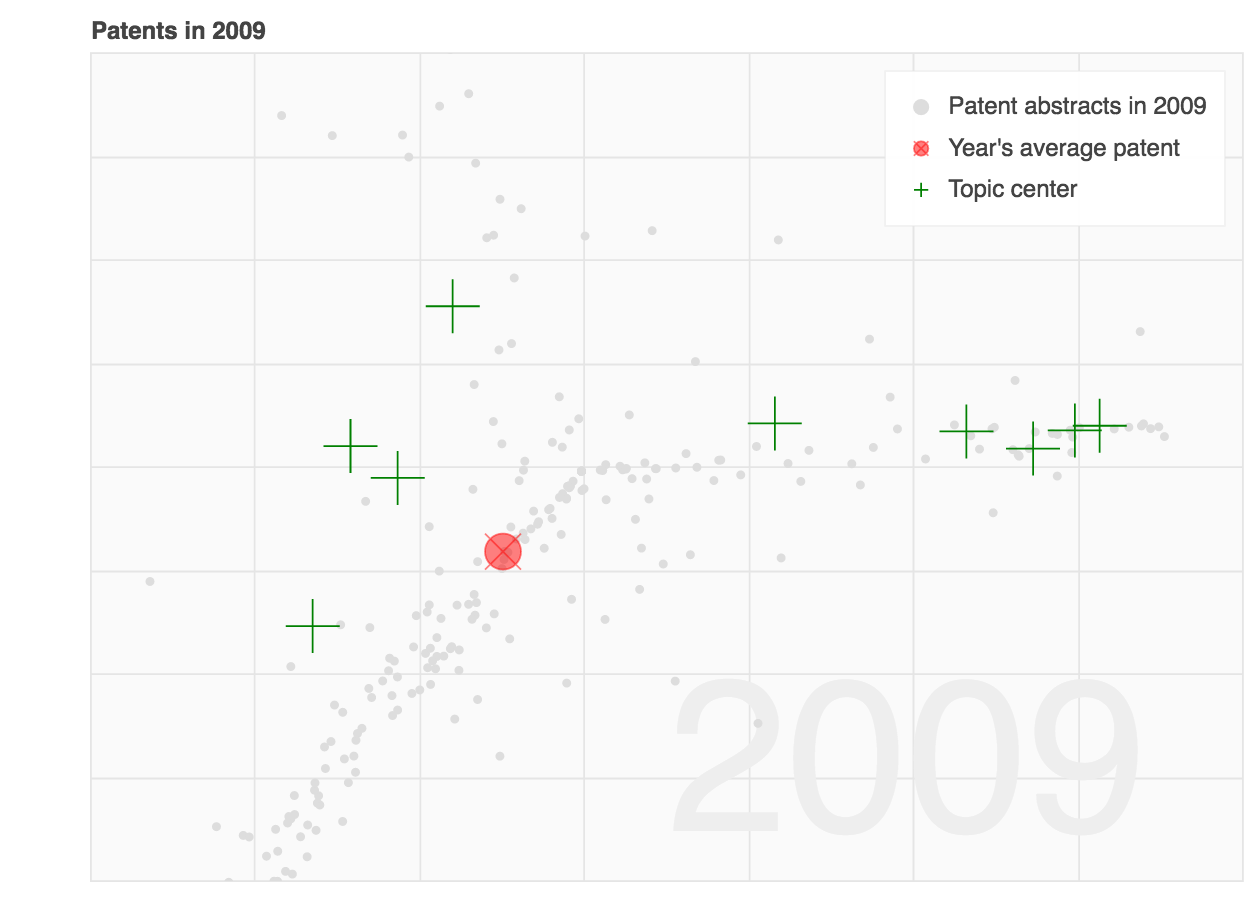 Patents in 2009
Patent abstracts in 2009
Year's average patent
Topic center
2009